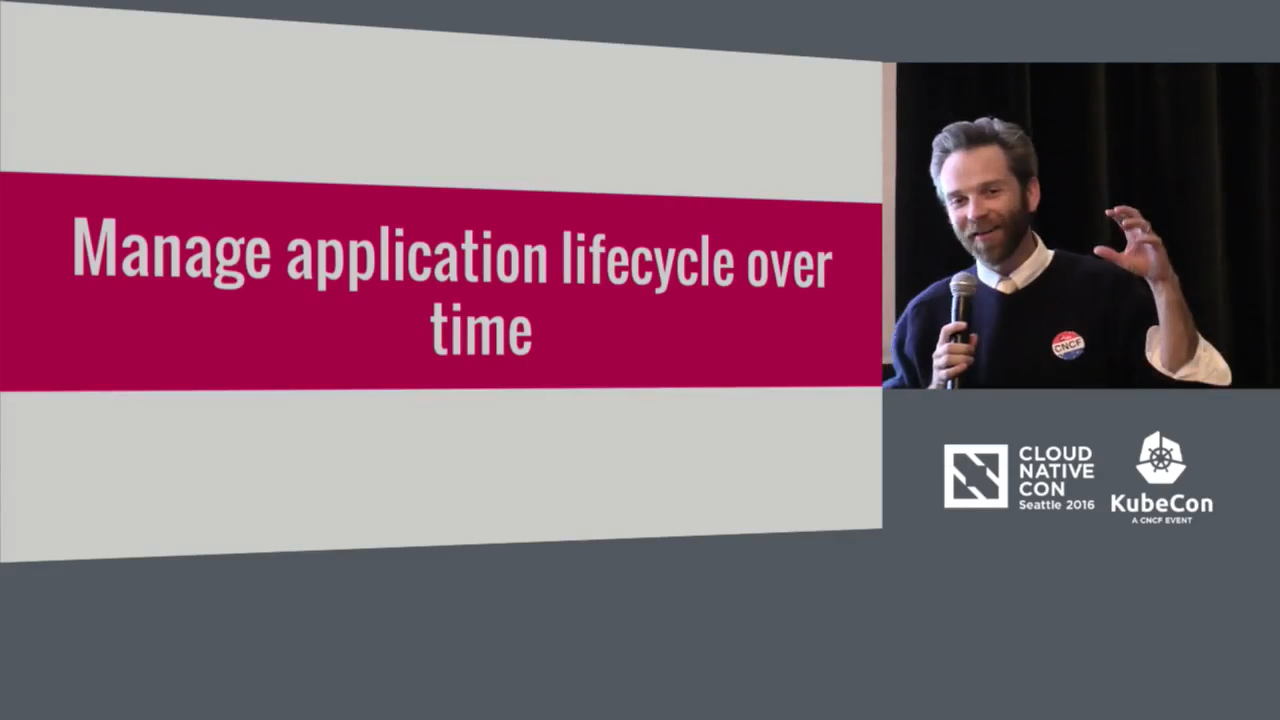 Manage application lifecycle over
time
CNCF
CLOUD
NATIVE
CON
Seattle 2016
KubeCon
A CNCF EVENT